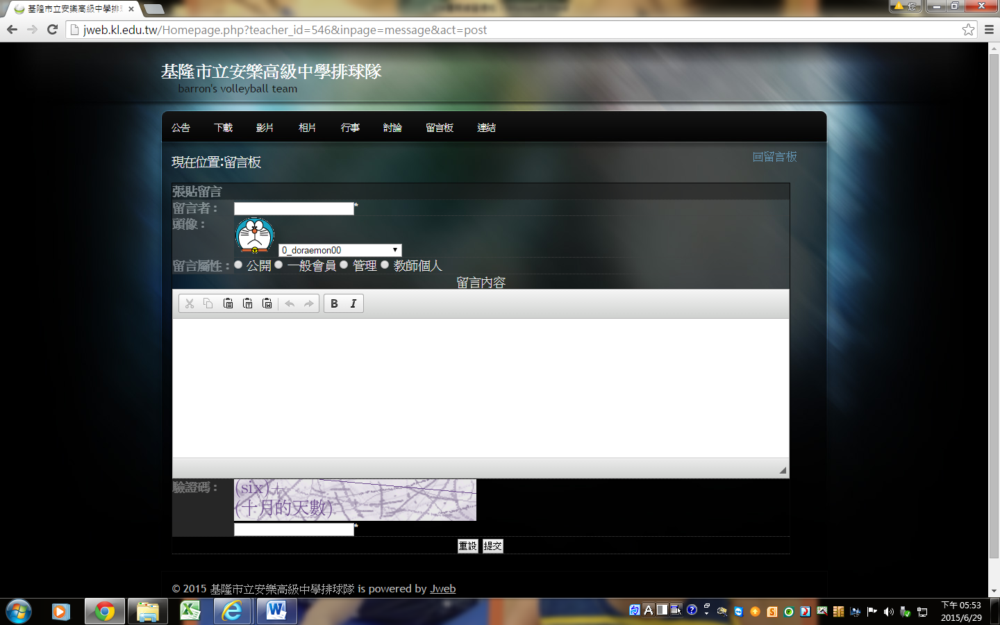 基隆市立安樂高級中學排球
您
jweb.kl.edu.tw/Homepage.php?teacher_id=546&inpage=message&act=post
基隆市立安樂高級中學排球隊
barron's volleyball team
公告 下載 影片 相片 行事 討論 留言板 連結
現在位置:留言板
回留言板
張貼留言
留言者：
*
頭像：
0_doraemon00
留言屬性： 公開 一般會員 管理 教師個人
留言內容
B I
驗證碼：
(six)+
(十月的天數)
*
重設 提交
© 2015 基隆市立安樂高級中學排球隊 is powered by Jweb
下午 05:53
2015/6/29